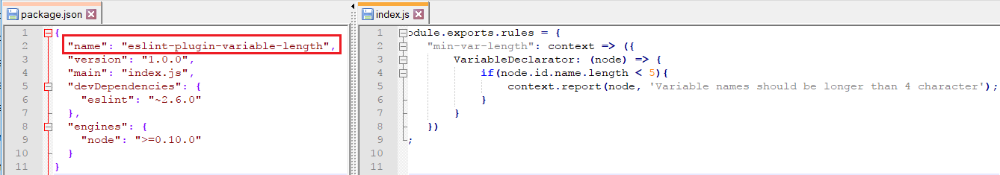 package.json
1 {
2 "name": "eslint-plugin-variable-length",
3 "version": "1.0.0",
4 "main": "index.js",
5 "devDependencies": {
6 "eslint": "~2.6.0"
7 },
8 "engines": {
9 "node": ">=0.10.0"
10 }
11 }
index.js
1 odule.exports.rules = {
2 "min-var-length": context => ({
3 VariableDeclarator: (node) => {
4 if(node.id.name.length < 5){
5 context.report(node, 'Variable names should be longer than 4 character');
6 }
7 }
8 })
9 ;
10
11